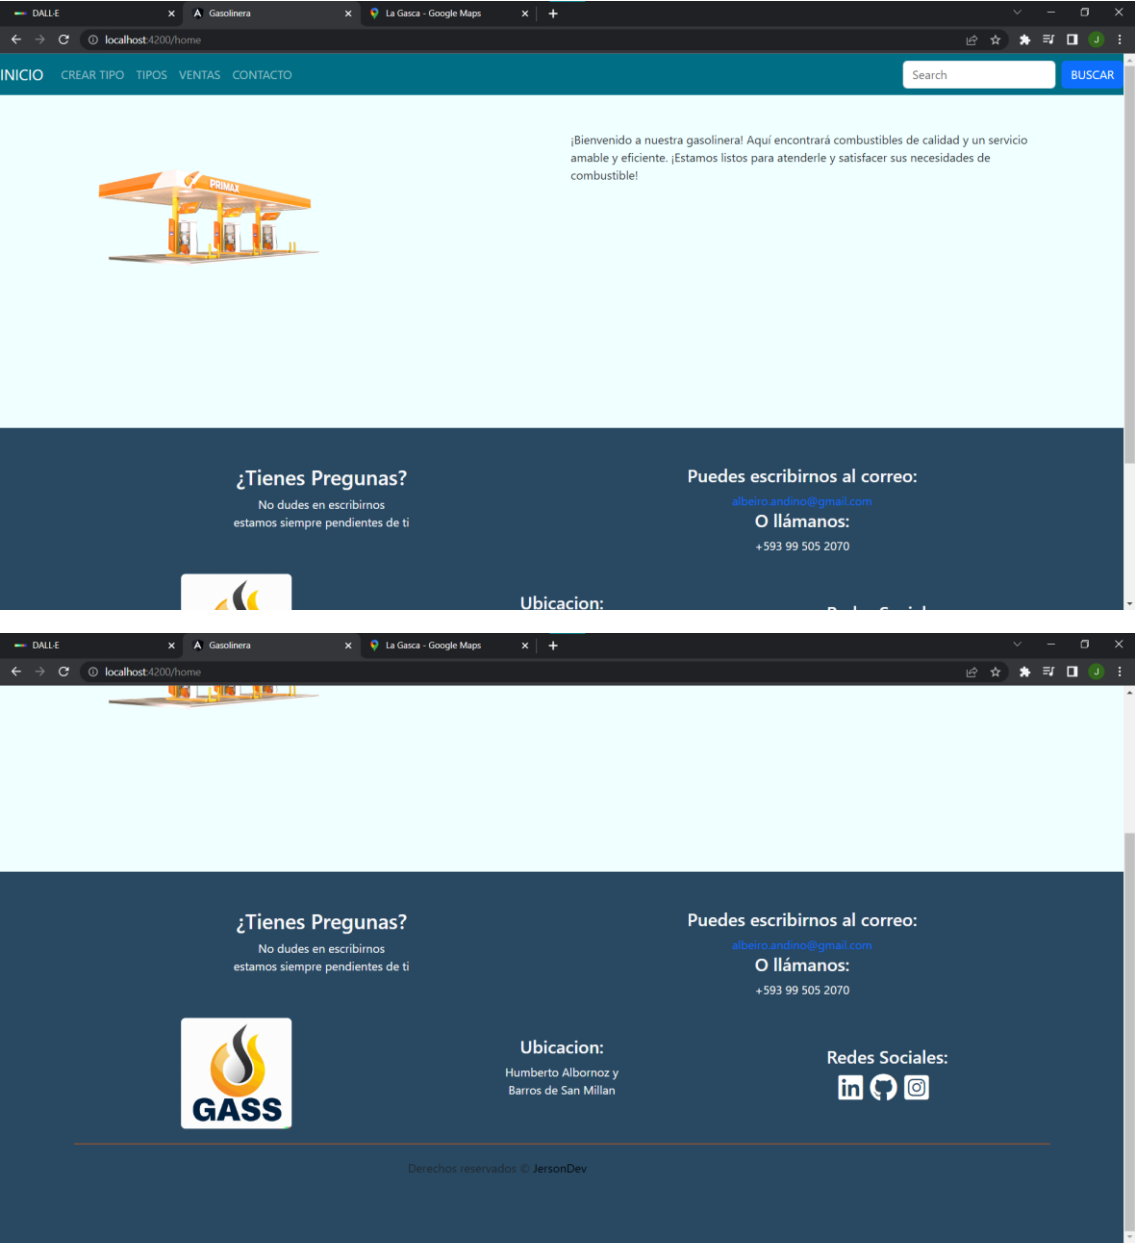 DALL·E
Gasolinera
La Gasca - Google Maps
localhost:4200/home
J
INICIO CREAR TIPO TIPOS VENTAS CONTACTO
Search
BUSCAR
PRIMAX
¡Bienvenido a nuestra gasolinera! Aquí encontrará combustibles de calidad y un servicio
amable y eficiente. ¡Estamos listos para atenderle y satisfacer sus necesidades de
combustible!
¿Tienes Pregunas?
No dudes en escribirnos
estamos siempre pendientes de ti
Puedes escribirnos al correo:
albeiro.andino@gmail.com
O llámanos:
+593 99 505 2070
Ubicacion:
DALL·E
Gasolinera
La Gasca - Google Maps
localhost:4200/home
J
¿Tienes Pregunas?
No dudes en escribirnos
estamos siempre pendientes de ti
Puedes escribirnos al correo:
albeiro.andino@gmail.com
O llámanos:
+593 99 505 2070
GASS
Ubicacion:
Humberto Albornoz y
Barros de San Millan
Redes Sociales:
in
Derechos reservados © JersonDev